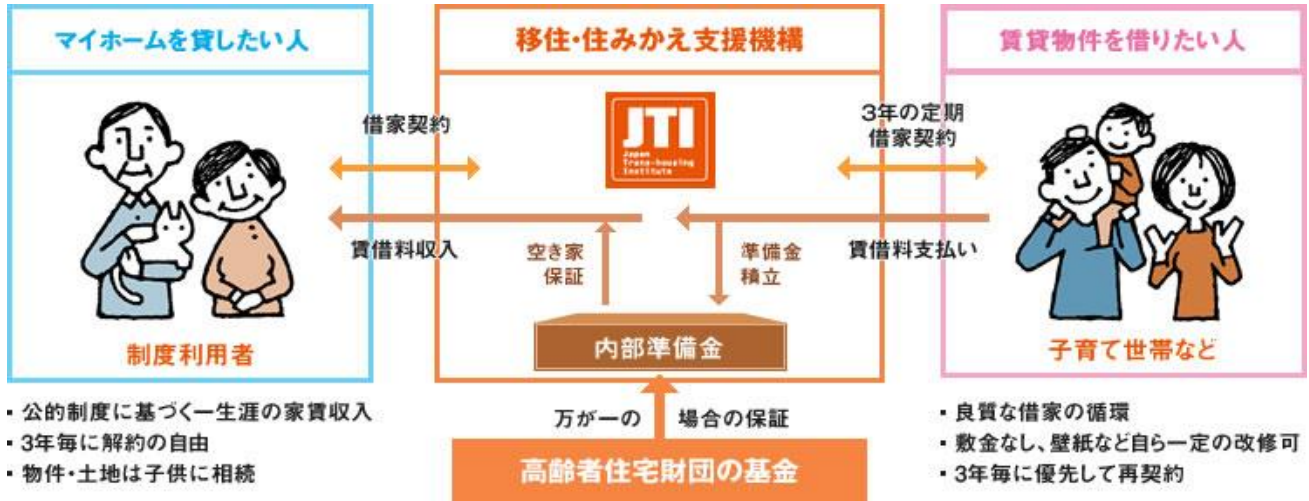 マイホームを貸したい人
移住・住みかえ支援機構
賃貸物件を借りたい人
JTI
Japan
Trans-housing
Institute
借家契約
3年の定期
借家契約
賃借料収入
空き家
保証
準備金
積立
賃借料支払い
内部準備金
制度利用者
子育て世帯など
▪ 公的制度に基づく一生涯の家賃収入
▪ 3年毎に解約の自由
▪ 物件・土地は子供に相続
万が一の 場合の保証
高齢者住宅財団の基金
▪ 良質な借家の循環
▪ 敷金なし、壁紙など自ら一定の改修可
▪ 3年毎に優先して再契約